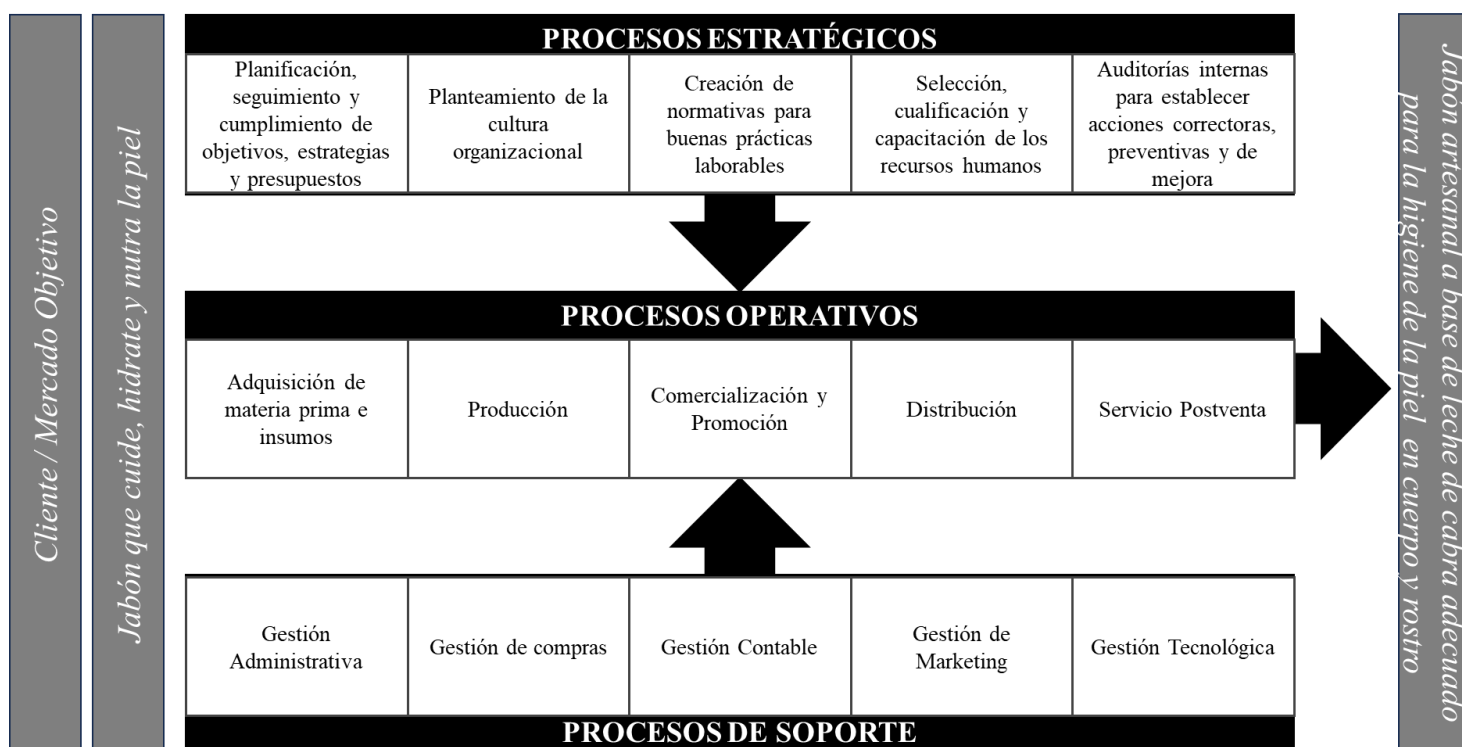 Cliente / Mercado Objetivo
Jabón que cuide, hidrate y nutra la piel
PROCESOS ESTRATÉGICOS
Planificación,
seguimiento y
cumplimiento de
objetivos, estrategias
y presupuestos
Planteamiento de la
cultura
organizacional
Creación de
normativas para
buenas prácticas
laborables
Selección,
cualificación y
capacitación de los
recursos humanos
Auditorías internas
para establecer
acciones correctoras,
preventivas y de
mejora
PROCESOS OPERATIVOS
Adquisición de
materia prima e
insumos
Producción
Comercialización y
Promoción
Distribución
Servicio Postventa
Gestión
Administrativa
Gestión de compras
Gestión Contable
Gestión de
Marketing
Gestión Tecnológica
PROCESOS DE SOPORTE
Jabón artesanal a base de leche de cabra adecuado
para la higiene de la piel en cuerpo y rostro